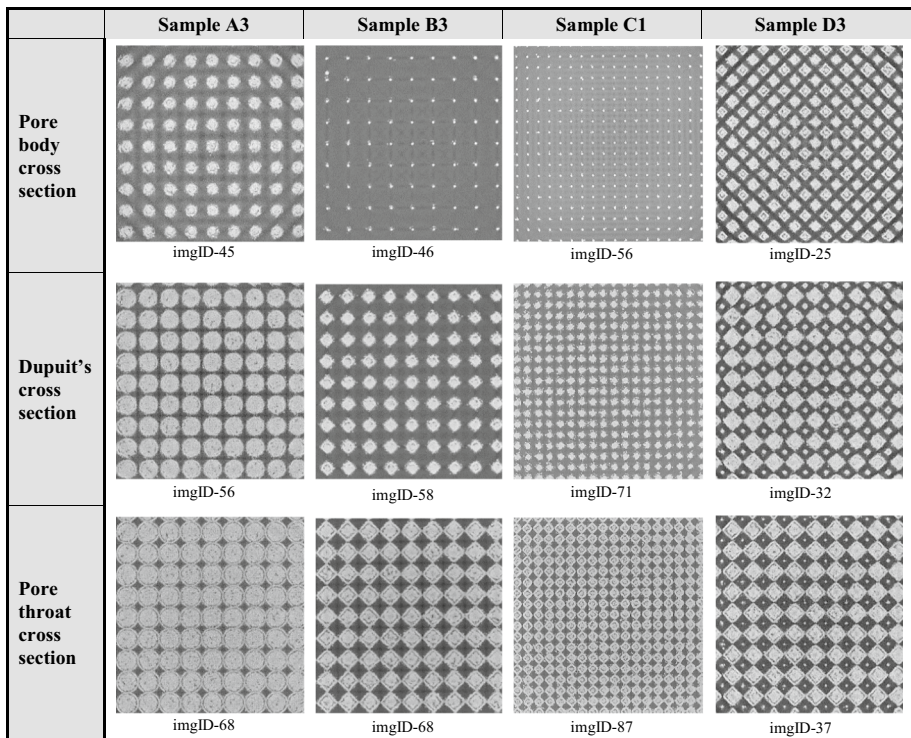 Sample A3 Sample B3 Sample C1 Sample D3
Pore
body
cross
section
imgID-45 imgID-46 imgID-56 imgID-25
Dupuit's
cross
section
imgID-56 imgID-58 imgID-71 imgID-32
Pore
throat
cross
section
imgID-68 imgID-68 imgID-87 imgID-37